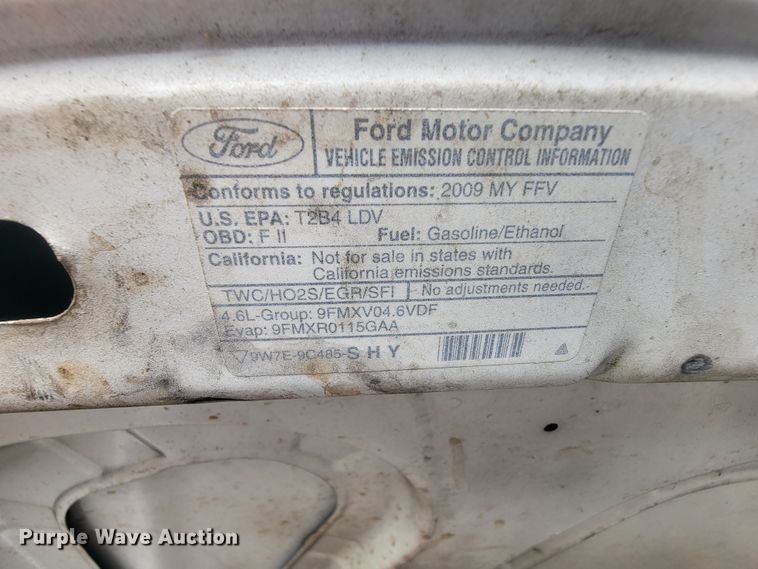 Ford
Ford Motor Company
VEHICLE EMISSION CONTROL INFORMATION
Conforms to regulations: 2009 MY FFV
U.S. EPA: T2B4 LDV
OBD: F II Fuel: Gasoline/Ethanol
California: Not for sale in states with
California emissions standards.
TWC/HO2S/EGR/SFI No adjustments needed.
4.6L-Group: 9FMXV04.6VDF
Evap: 9FMXR0115GAA
9W7E-9C485-S H Y
Purple Wave Auction